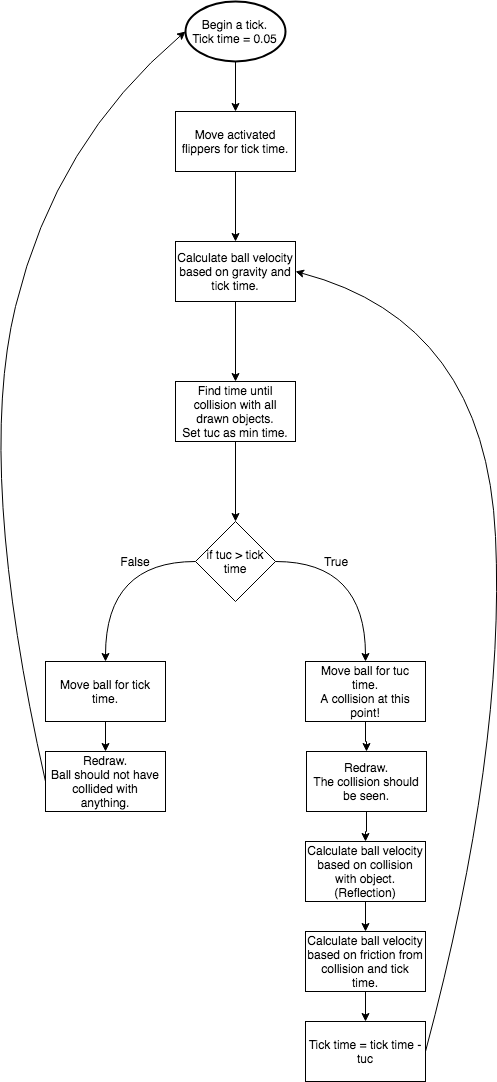 Begin a tick.
Tick time = 0.05
Move activated
flippers for tick time.
Calculate ball velocity
based on gravity and
tick time.
Find time until
collision with all
drawn objects.
Set tuc as min time.
if tuc > tick
time
False
True
Move ball for tick
time.
Move ball for tuc
time.
A collision at this
point!
Redraw.
Ball should not have
collided with
anything.
Redraw.
The collision should
be seen.
Calculate ball velocity
based on collision
with object.
(Reflection)
Calculate ball velocity
based on friction from
collision and tick
time.
Tick time = tick time -
tuc